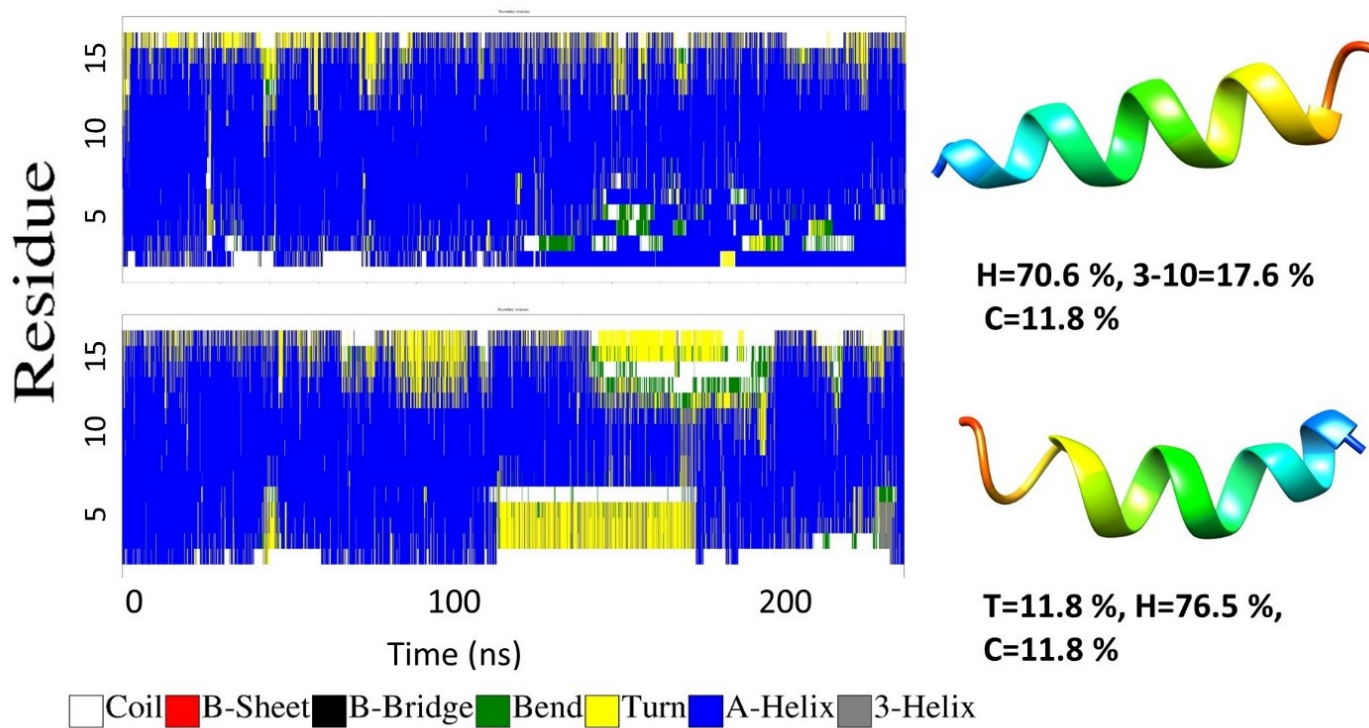 Residue
15
10
5
15
10
5
0 100 200
Time (ns)
H=70.6 %, 3-10=17.6 %
C=11.8 %
T=11.8 %, H=76.5 %,
C=11.8 %
Coil B-Sheet B-Bridge Bend Turn A-Helix 3-Helix